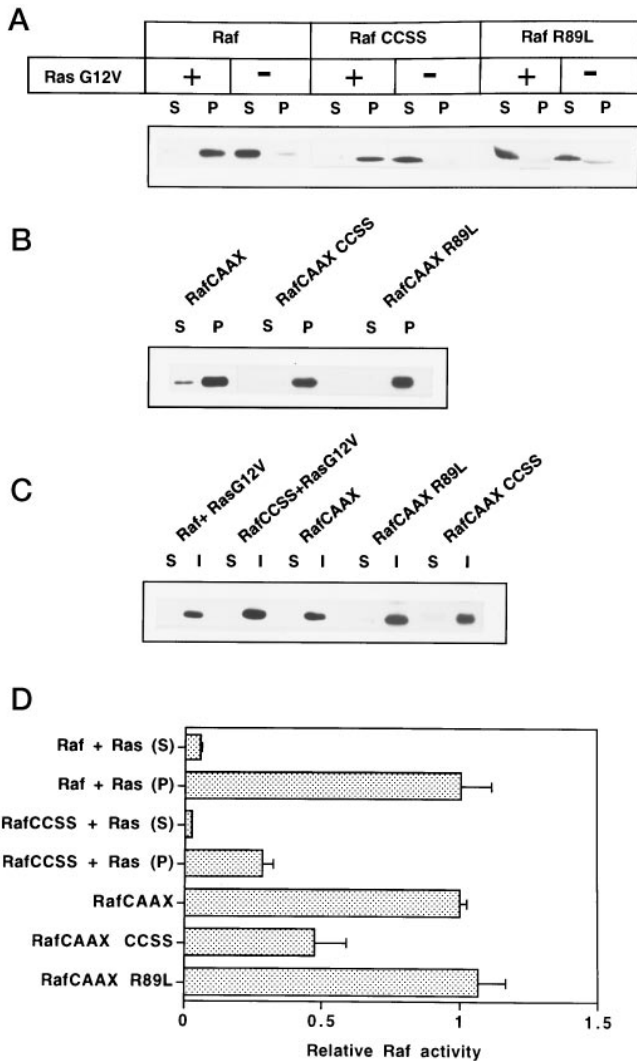 A
Raf Raf CCSS Raf R89L
Ras G12V + - + - + -
S P S P S P S P S P S P
B
RafCAAX RafCAAX CCSS RafCAAX R89L
S P S P S P
C
Raf+ RasG12V RafCCSS+RasG12V RafCAAX RafCAAX R89L RafCAAX CCSS
S I S I S I S I S I
D
Raf + Ras (S)
Raf + Ras (P)
RafCCSS + Ras (S)
RafCCSS + Ras (P)
RafCAAX
RafCAAX CCSS
RafCAAX R89L
0 0.5 1 1.5
Relative Raf activity